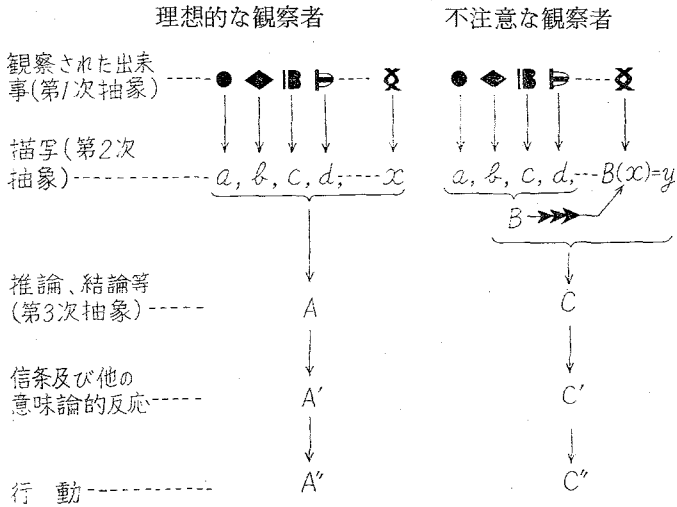 理想的な観察者 不注意な観察者
観察された出来
事(第1次抽象)
描写(第2次
抽象) a, b, c, d, x a, b, c, d, B(x)=y
B
推論、結論等
(第3次抽象) A C
信条及び他の
意味論的反応 A′ C′
行 動 A″ C″